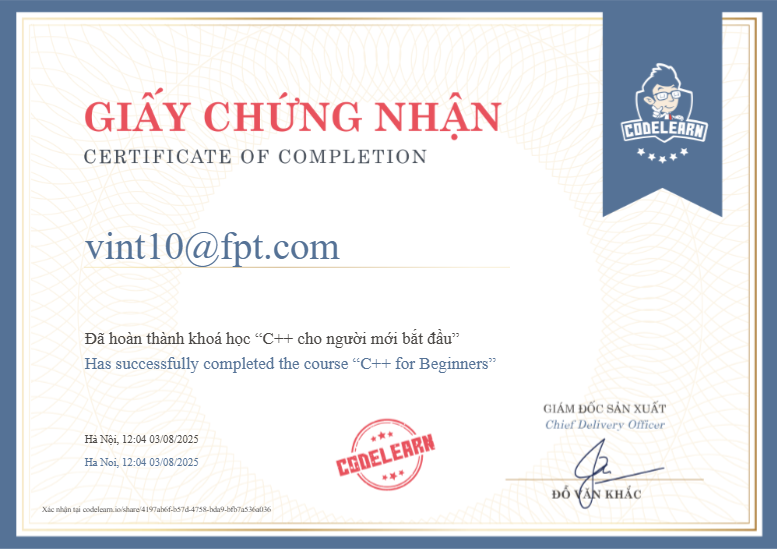 CODELEARN
GIẤY CHỨNG NHẬN
CERTIFICATE OF COMPLETION
vint10@fpt.com
Đã hoàn thành khoá học “C++ cho người mới bắt đầu”
Has successfully completed the course “C++ for Beginners”
GIÁM ĐỐC SẢN XUẤT
Chief Delivery Officer
Hà Nội, 12:04 03/08/2025
Ha Noi, 12:04 03/08/2025
CODELEARN
ĐỖ VĂN KHẮC
Xác nhận tại codelearn.io/share/4197ab6f-b57d-4758-bda9-bfb7a536a036